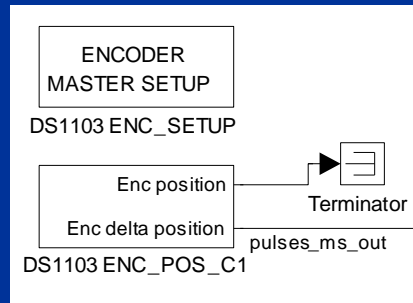 ENCODER
MASTER SETUP
DS1103 ENC_SETUP
Enc position
Terminator
Enc delta position
pulses_ms_out
DS1103 ENC_POS_C1